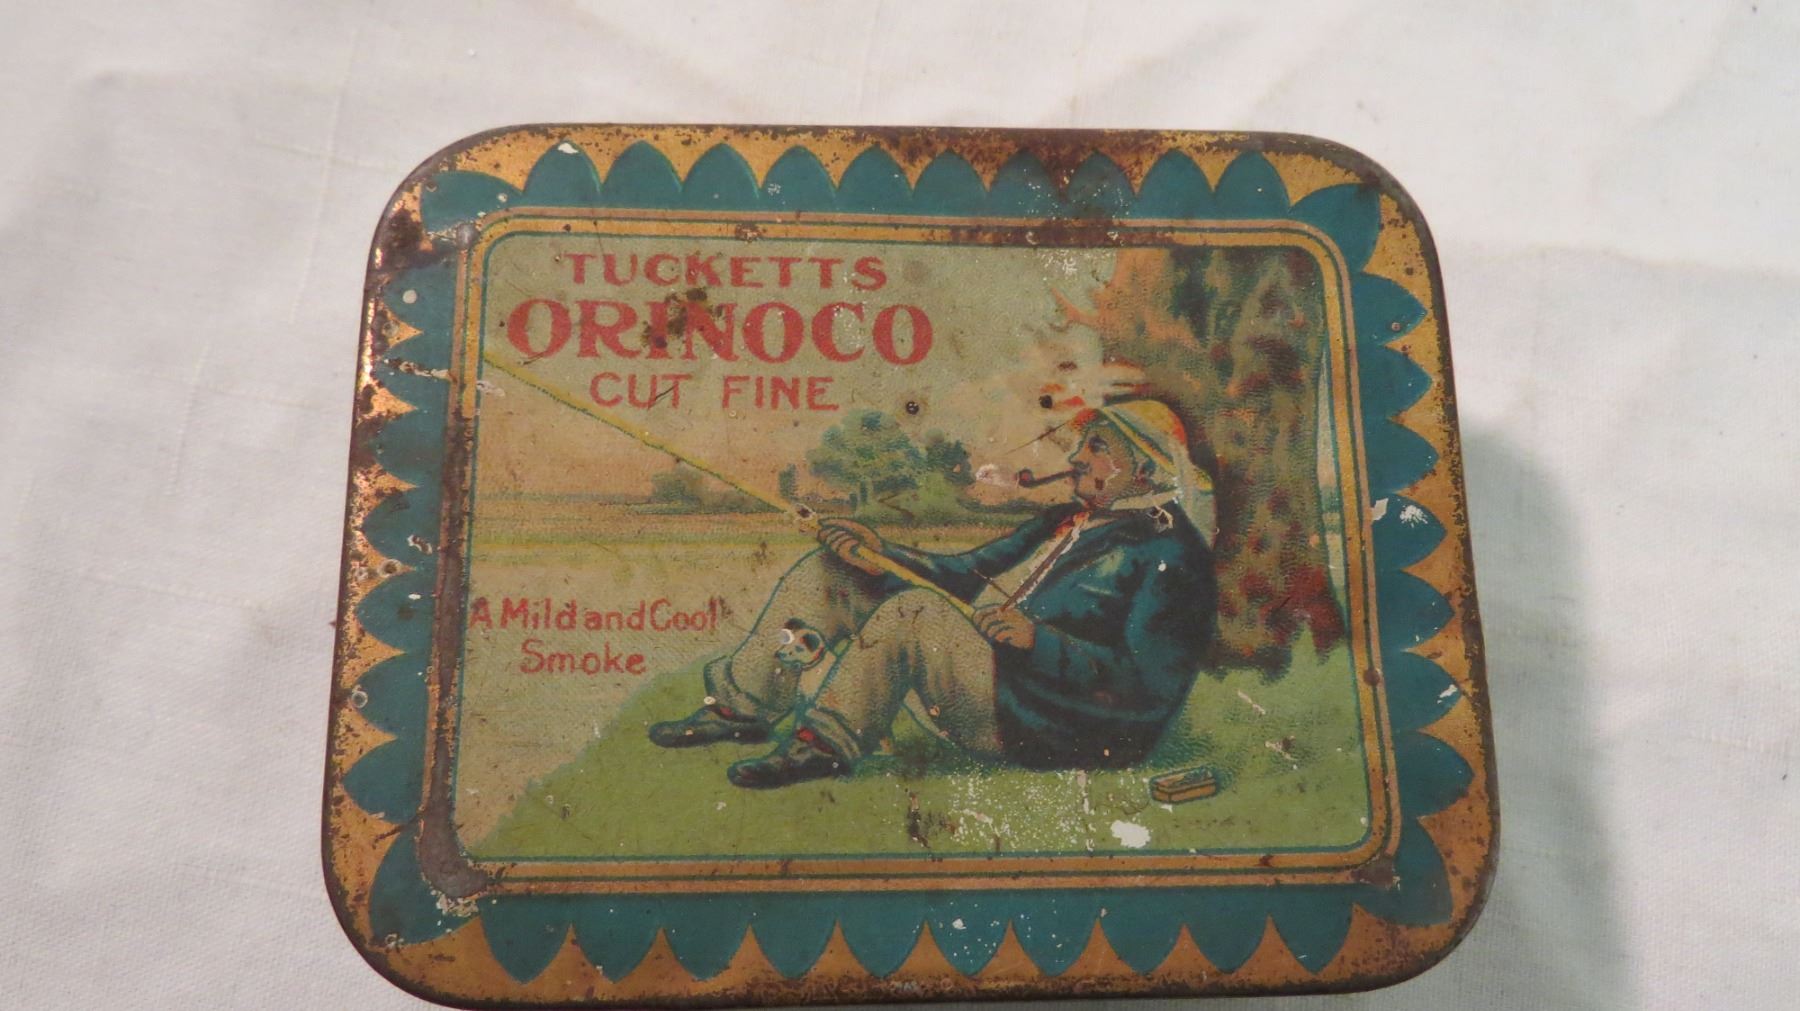 TUCKETTS
ORINOCO
CUT FINE
A Mild and Cool
Smoke